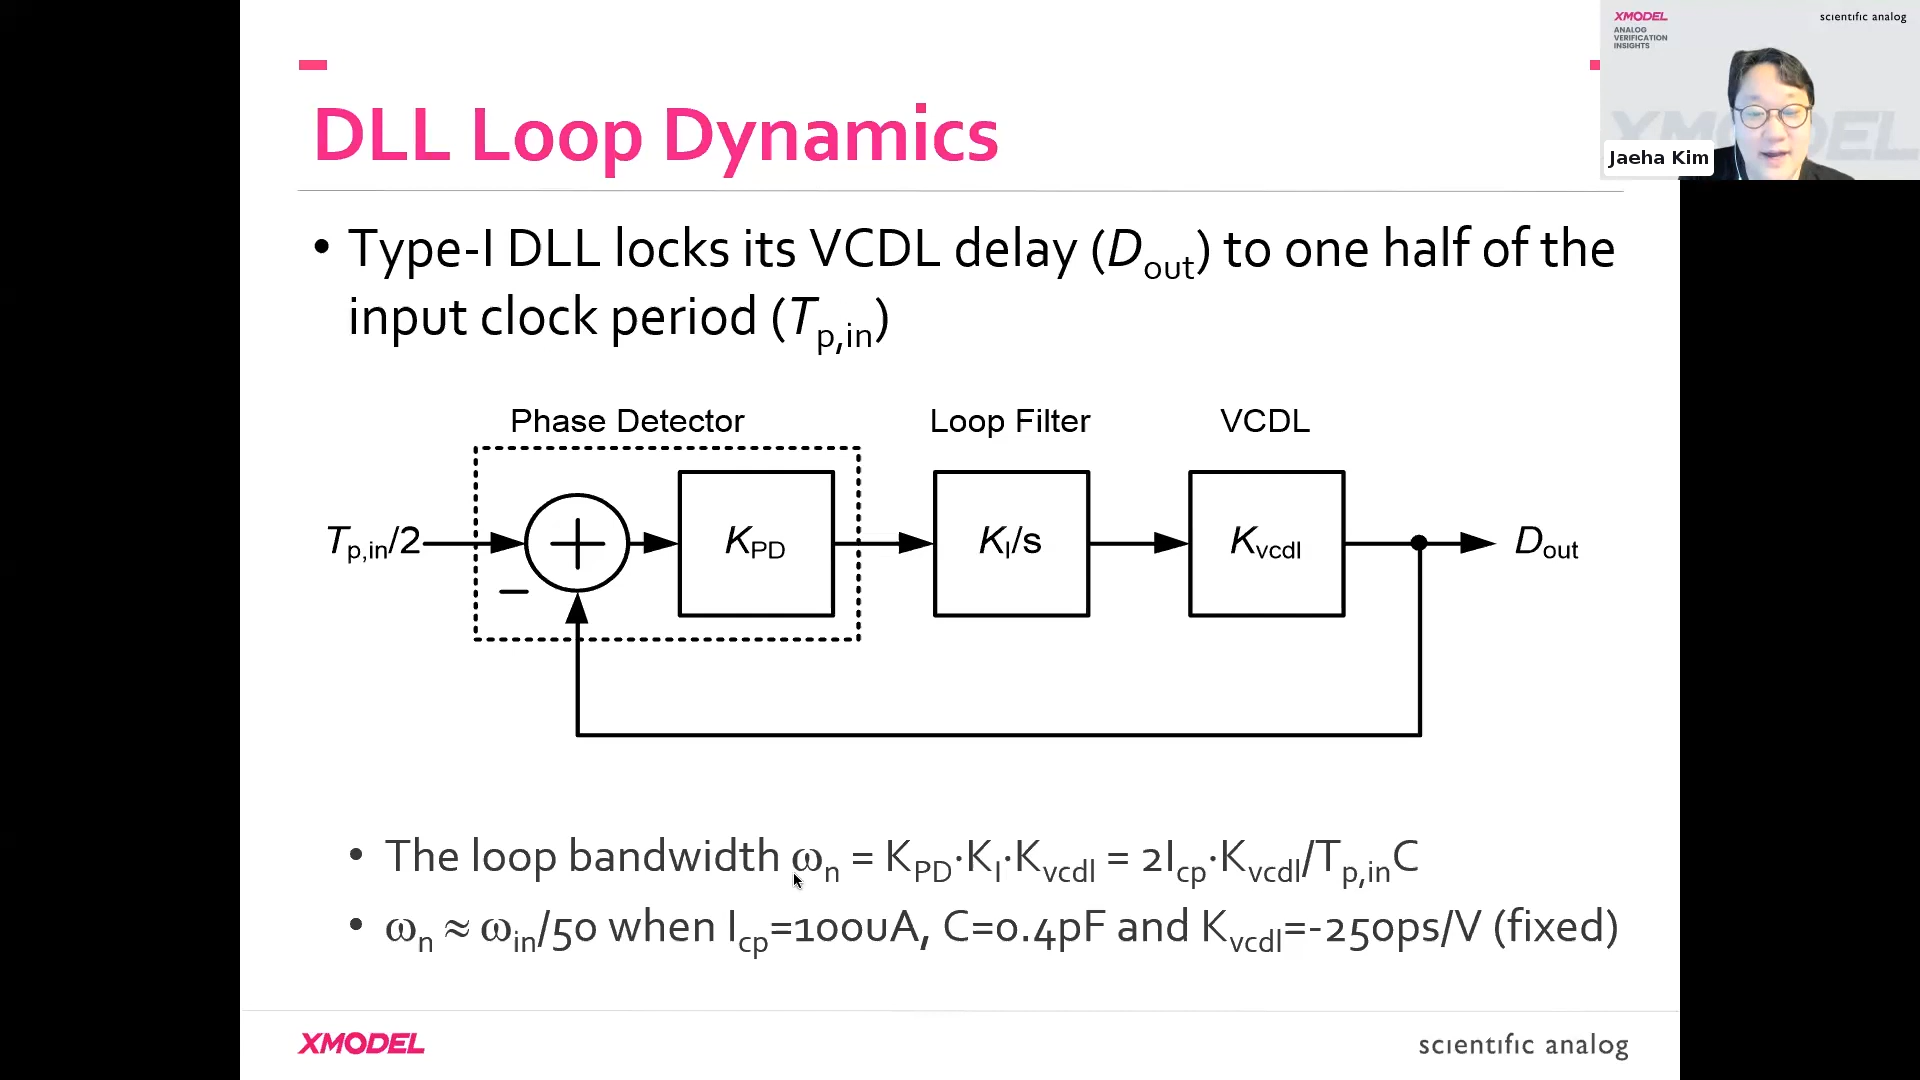 XMODEL
ANALOG
VERIFICATION
INSIGHTS
scientific analog
XMODEL
Jaeha Kim
DLL Loop Dynamics
• Type-I DLL locks its VCDL delay (Dout) to one half of the
input clock period (Tp,in)
Phase Detector
Loop Filter
VCDL
Tp,in/2
+
−
KPD
KI/s
Kvcdl
Dout
• The loop bandwidth ωn = KPD·KI·Kvcdl = 2Icp·Kvcdl/Tp,inC
• ωn ≈ ωin/50 when Icp=100uA, C=0.4pF and Kvcdl=-250ps/V (fixed)
XMODEL
scientific analog